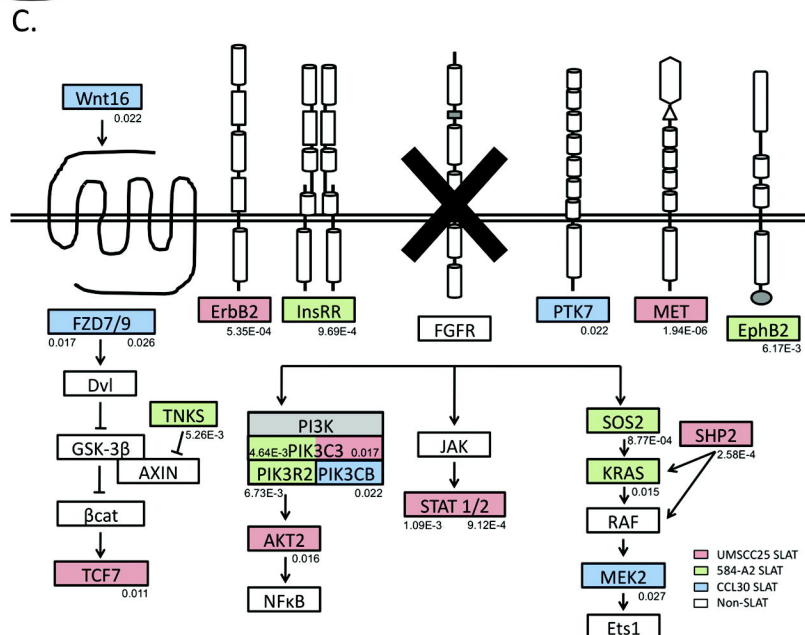 C.
Wnt16
0.022
ErbB2
5.35E-04
InsRR
9.69E-4
FGFR
PTK7
0.022
MET
1.94E-06
EphB2
6.17E-3
FZD7/9
0.017 0.026
Dvl
TNKS
5.26E-3
GSK-3β
AXIN
βcat
TCF7
0.011
PI3K
4.64E-3 PIK3C3 0.017
PIK3R2 PIK3CB
6.73E-3 0.022
AKT2
0.016
NFκB
JAK
STAT 1/2
1.09E-3 9.12E-4
SOS2
8.77E-04
SHP2
2.58E-4
KRAS
0.015
RAF
MEK2
0.027
Ets1
UMSCC25 SLAT
584-A2 SLAT
CCL30 SLAT
Non-SLAT